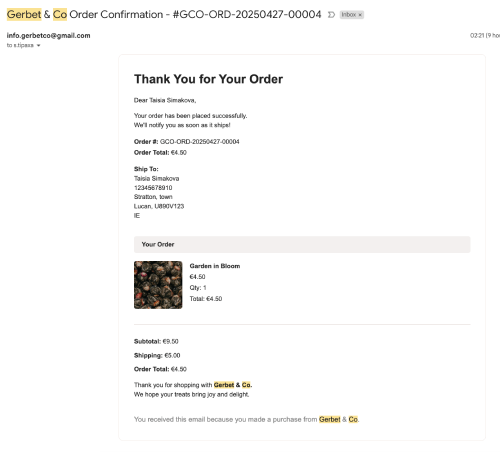 Gerbet & Co Order Confirmation - #GCO-ORD-20250427-00004 Inbox ×
info.gerbetco@gmail.com 02:21 (9 ho
to s.tipaxa
Thank You for Your Order
Dear Taisia Simakova,
Your order has been placed successfully.
We'll notify you as soon as it ships!
Order #: GCO-ORD-20250427-00004
Order Total: €4.50
Ship To:
Taisia Simakova
12345678910
Stratton, town
Lucan, U890V123
IE
Your Order
Garden in Bloom
€4.50
Qty: 1
Total: €4.50
Subtotal: €9.50
Shipping: €5.00
Order Total: €4.50
Thank you for shopping with Gerbet & Co.
We hope your treats bring joy and delight.
You received this email because you made a purchase from Gerbet & Co.